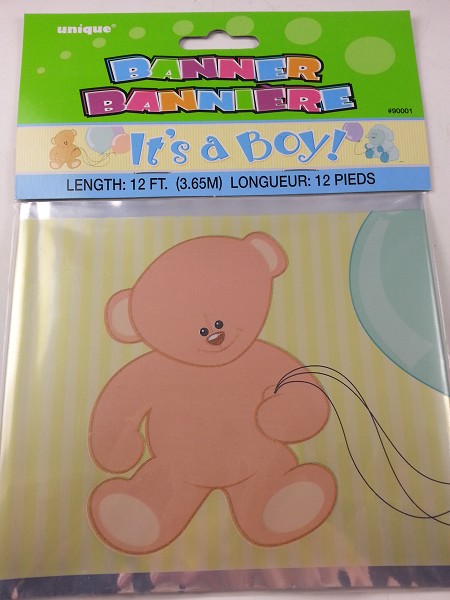 unique®
BANNER
BANNIÈRE
#90001
It's a Boy!
LENGTH: 12 FT. (3.65M) LONGUEUR: 12 PIEDS